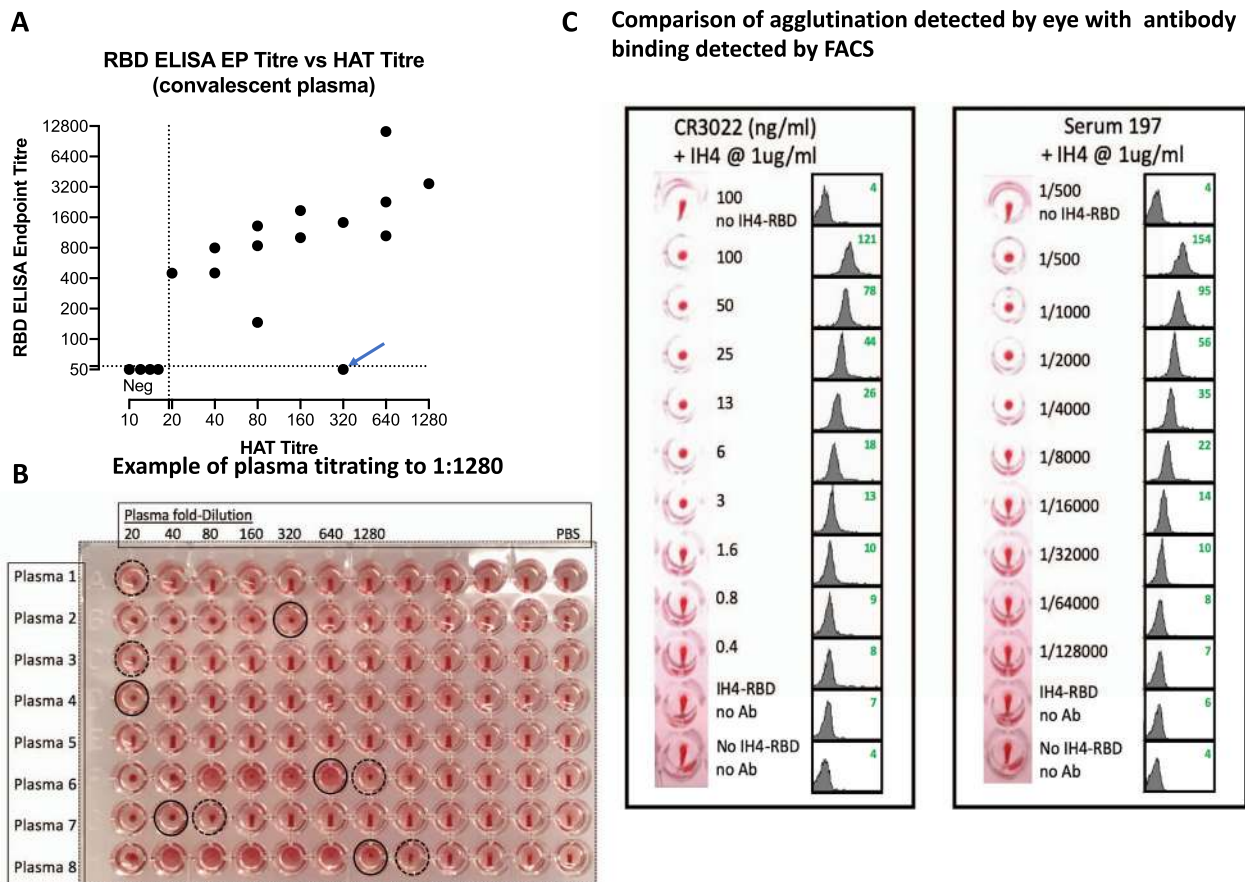 A
RBD ELISA EP Titre vs HAT Titre
(convalescent plasma)
RBD ELISA Endpoint Titre
12800
6400
3200
1600
800
400
200
100
50
Neg
10
20
40
80
160
320
640
1280
HAT Titre
B
Example of plasma titrating to 1:1280
Plasma fold-Dilution
20 40 80 160 320 640 1280 PBS
Plasma 1
Plasma 2
Plasma 3
Plasma 4
Plasma 5
Plasma 6
Plasma 7
Plasma 8
C
Comparison of agglutination detected by eye with antibody
binding detected by FACS
CR3022 (ng/ml)
+ IH4 @ 1ug/ml
100
no IH4-RBD
4
100
121
50
78
25
44
13
26
6
18
3
13
1.6
10
0.8
9
0.4
8
IH4-RBD
no Ab
7
No IH4-RBD
no Ab
4
Serum 197
+ IH4 @ 1ug/ml
1/500
no IH4-RBD
4
1/500
154
1/1000
95
1/2000
56
1/4000
35
1/8000
22
1/16000
14
1/32000
10
1/64000
8
1/128000
7
IH4-RBD
no Ab
6
No IH4-RBD
no Ab
4